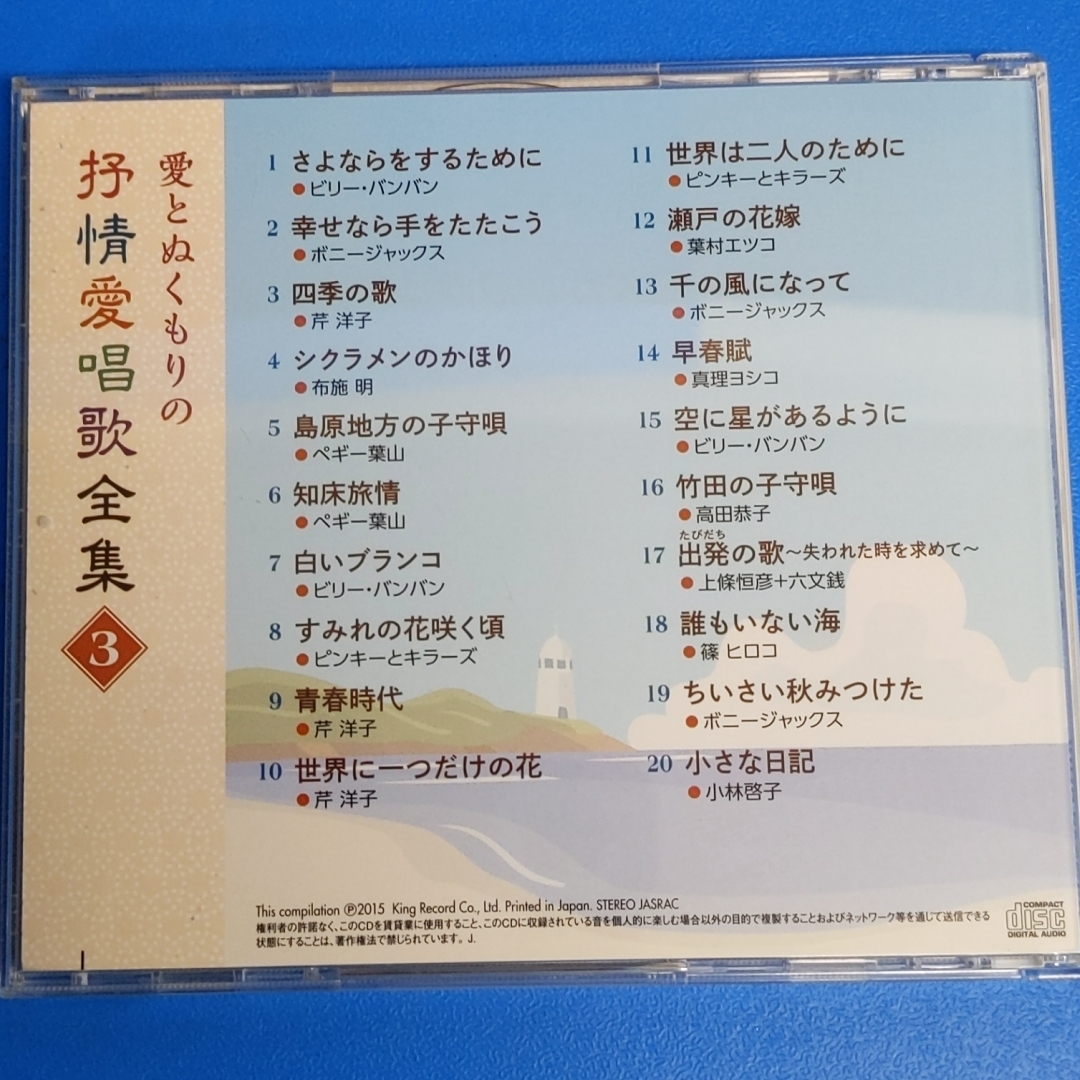 愛とぬくもりの
抒情愛唱歌全集
3
1 さよならをするために
●ビリー・バンバン
2 幸せなら手をたたこう
●ボニージャックス
3 四季の歌
●芹 洋子
4 シクラメンのかほり
●布施 明
5 島原地方の子守唄
●ペギー葉山
6 知床旅情
●ペギー葉山
7 白いブランコ
●ビリー・バンバン
8 すみれの花咲く頃
●ピンキーとキラーズ
9 青春時代
●芹 洋子
10 世界に一つだけの花
●芹 洋子
11 世界は二人のために
●ピンキーとキラーズ
12 瀬戸の花嫁
●葉村エツコ
13 千の風になって
●ボニージャックス
14 早春賦
●真理ヨシコ
15 空に星があるように
●ビリー・バンバン
16 竹田の子守唄
●高田恭子
たびだち
17 出発の歌〜失われた時を求めて〜
●上條恒彦+六文銭
18 誰もいない海
●篠 ヒロコ
19 ちいさい秋みつけた
●ボニージャックス
20 小さな日記
●小林啓子
This compilation ℗2015 King Record Co., Ltd. Printed in Japan. STEREO JASRAC
権利者の許諾なく、このCDを賃貸業に使用すること、このCDに収録されている音を個人的に楽しむ場合以外の目的で複製することおよびネットワーク等を通じて送信できる
状態にすることは、著作権法で禁じられています。J.
COMPACT
disc
DIGITAL AUDIO